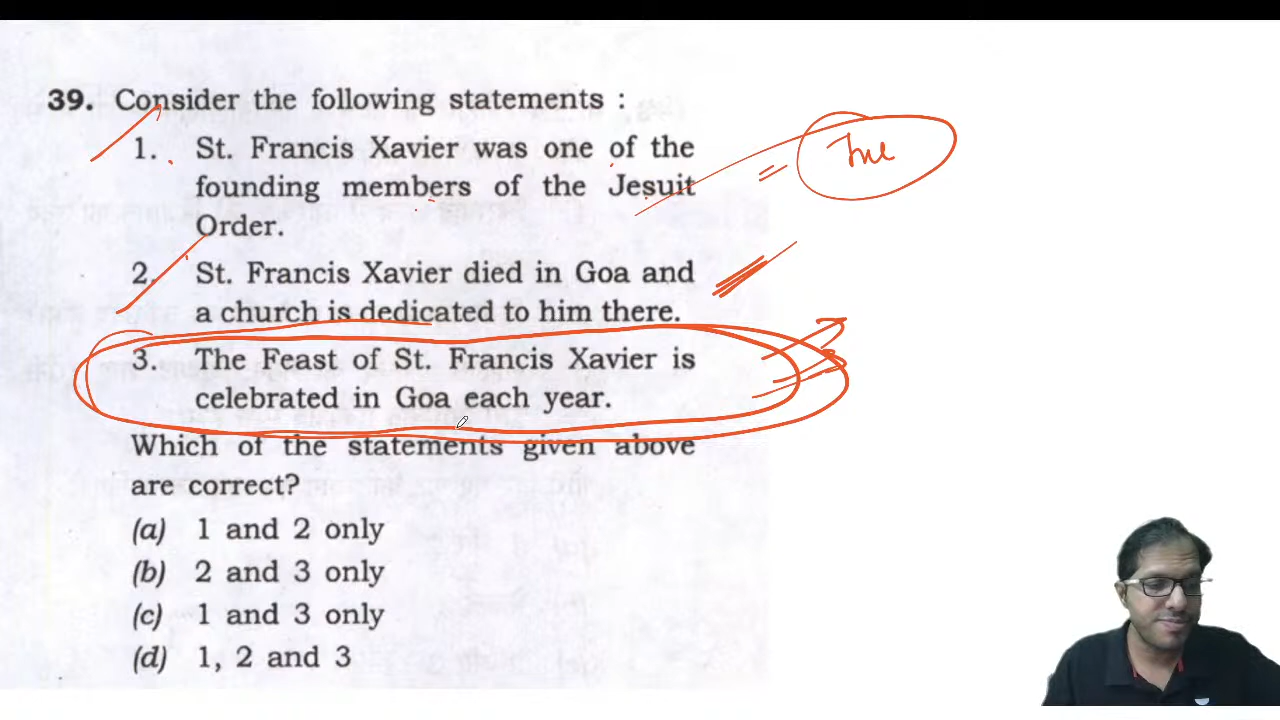 39. Consider the following statements :
1. St. Francis Xavier was one of the
founding members of the Jesuit
Order.
= True
2. St. Francis Xavier died in Goa and
a church is dedicated to him there.
3. The Feast of St. Francis Xavier is
celebrated in Goa each year.
Which of the statements given above
are correct?
(a) 1 and 2 only
(b) 2 and 3 only
(c) 1 and 3 only
(d) 1, 2 and 3